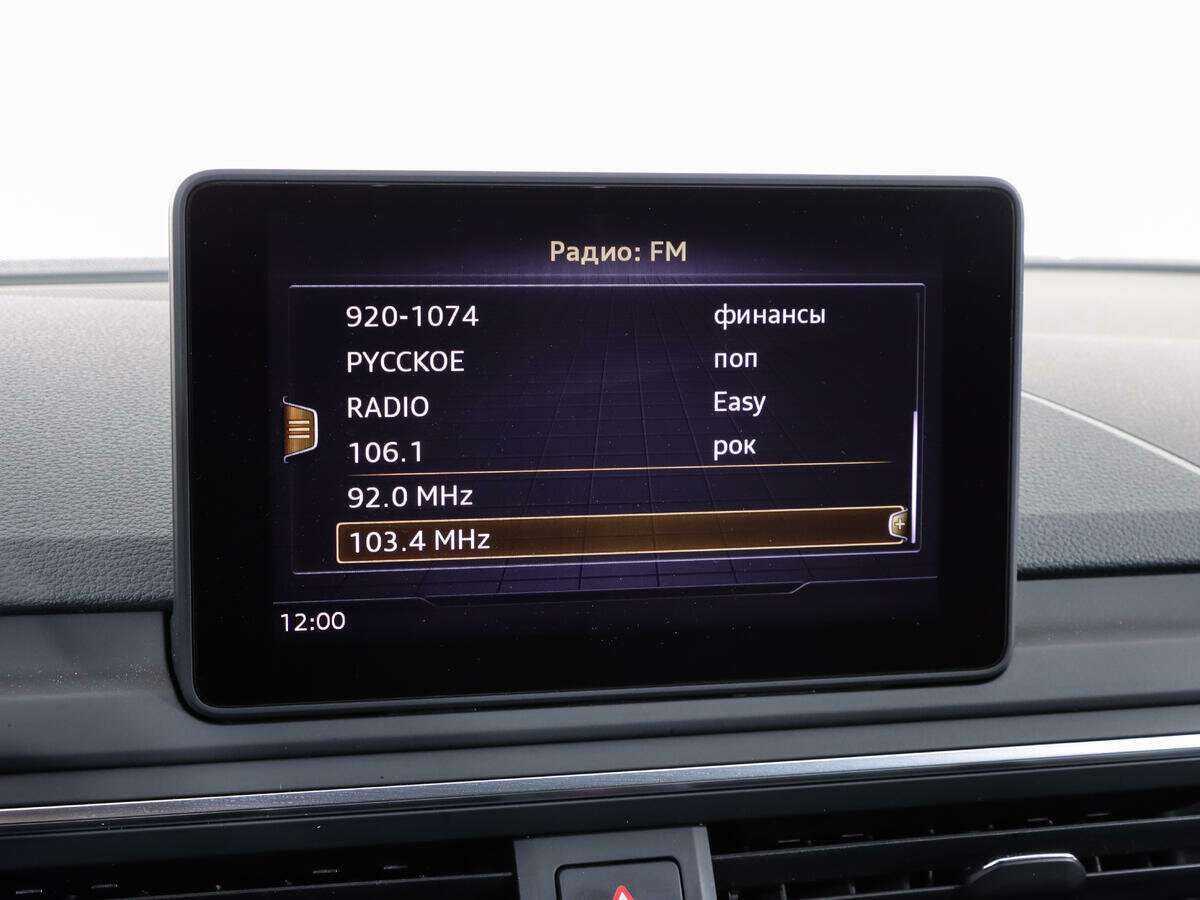 Радио: FM
920-1074 финансы
РУССКОЕ поп
RADIO Easy
106.1 рок
92.0 MHz
103.4 MHz
12:00